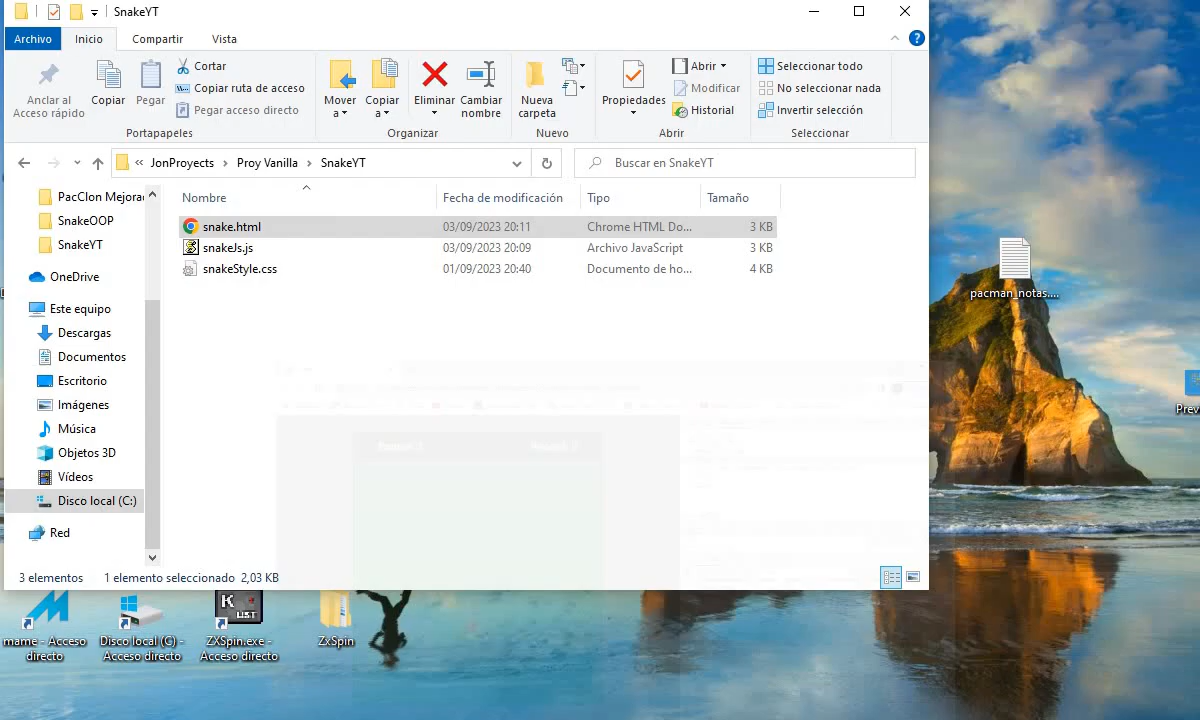 SnakeYT
Archivo Inicio Compartir Vista
Anclar al Acceso rápido
Copiar
Pegar
Cortar
Copiar ruta de acceso
Pegar acceso directo
Portapapeles
Mover a
Copiar a
Eliminar
Cambiar nombre
Organizar
Nueva carpeta
Nuevo
Propiedades
Abrir
Modificar
Historial
Abrir
Seleccionar todo
No seleccionar nada
Invertir selección
Seleccionar
« JonProyects › Proy Vanilla › SnakeYT
Buscar en SnakeYT
PacClon Mejorad
SnakeOOP
SnakeYT
OneDrive
Este equipo
Descargas
Documentos
Escritorio
Imágenes
Música
Objetos 3D
Vídeos
Disco local (C:)
Red
Nombre Fecha de modificación Tipo Tamaño
snake.html 03/09/2023 20:11 Chrome HTML Do... 3 KB
snakeJs.js 03/09/2023 20:09 Archivo JavaScript 3 KB
snakeStyle.css 01/09/2023 20:40 Documento de ho... 4 KB
3 elementos 1 elemento seleccionado 2,03 KB
pacman_notas....
Prev
mame - Acceso directo
Disco local (C) - Acceso directo
K LIST
ZXSpin.exe - Acceso directo
ZxSpin